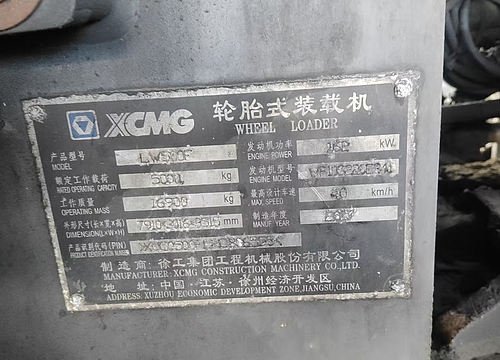 XCMG 轮胎式装载机
WHEEL LOADER
产品型号 LW500F
MODEL
额定工作载荷 5000 kg
RATED OPERATING CAPACITY
工作质量 16900 kg
OPERATING MASS
外形尺寸(长×宽×高) mm
DIMENSION(L×W×H)
产品识别代码(PIN)
PRODUCT IDENTIFICATION NUMBER
发动机功率 kW
ENGINE POWER
发动机型号
ENGINE MODEL
最高设计车速 40 km/h
MAX. SPEED
制造年度
MANUF YEAR
制造商:徐工集团工程机械股份有限公司
MANUFACTURER: XCMG CONSTRUCTION MACHINERY CO.,LTD.
地 址:中国·江苏·徐州经济开发区
ADDRESS: XUZHOU ECONOMIC DEVELOPMENT ZONE,JIANGSU,CHINA